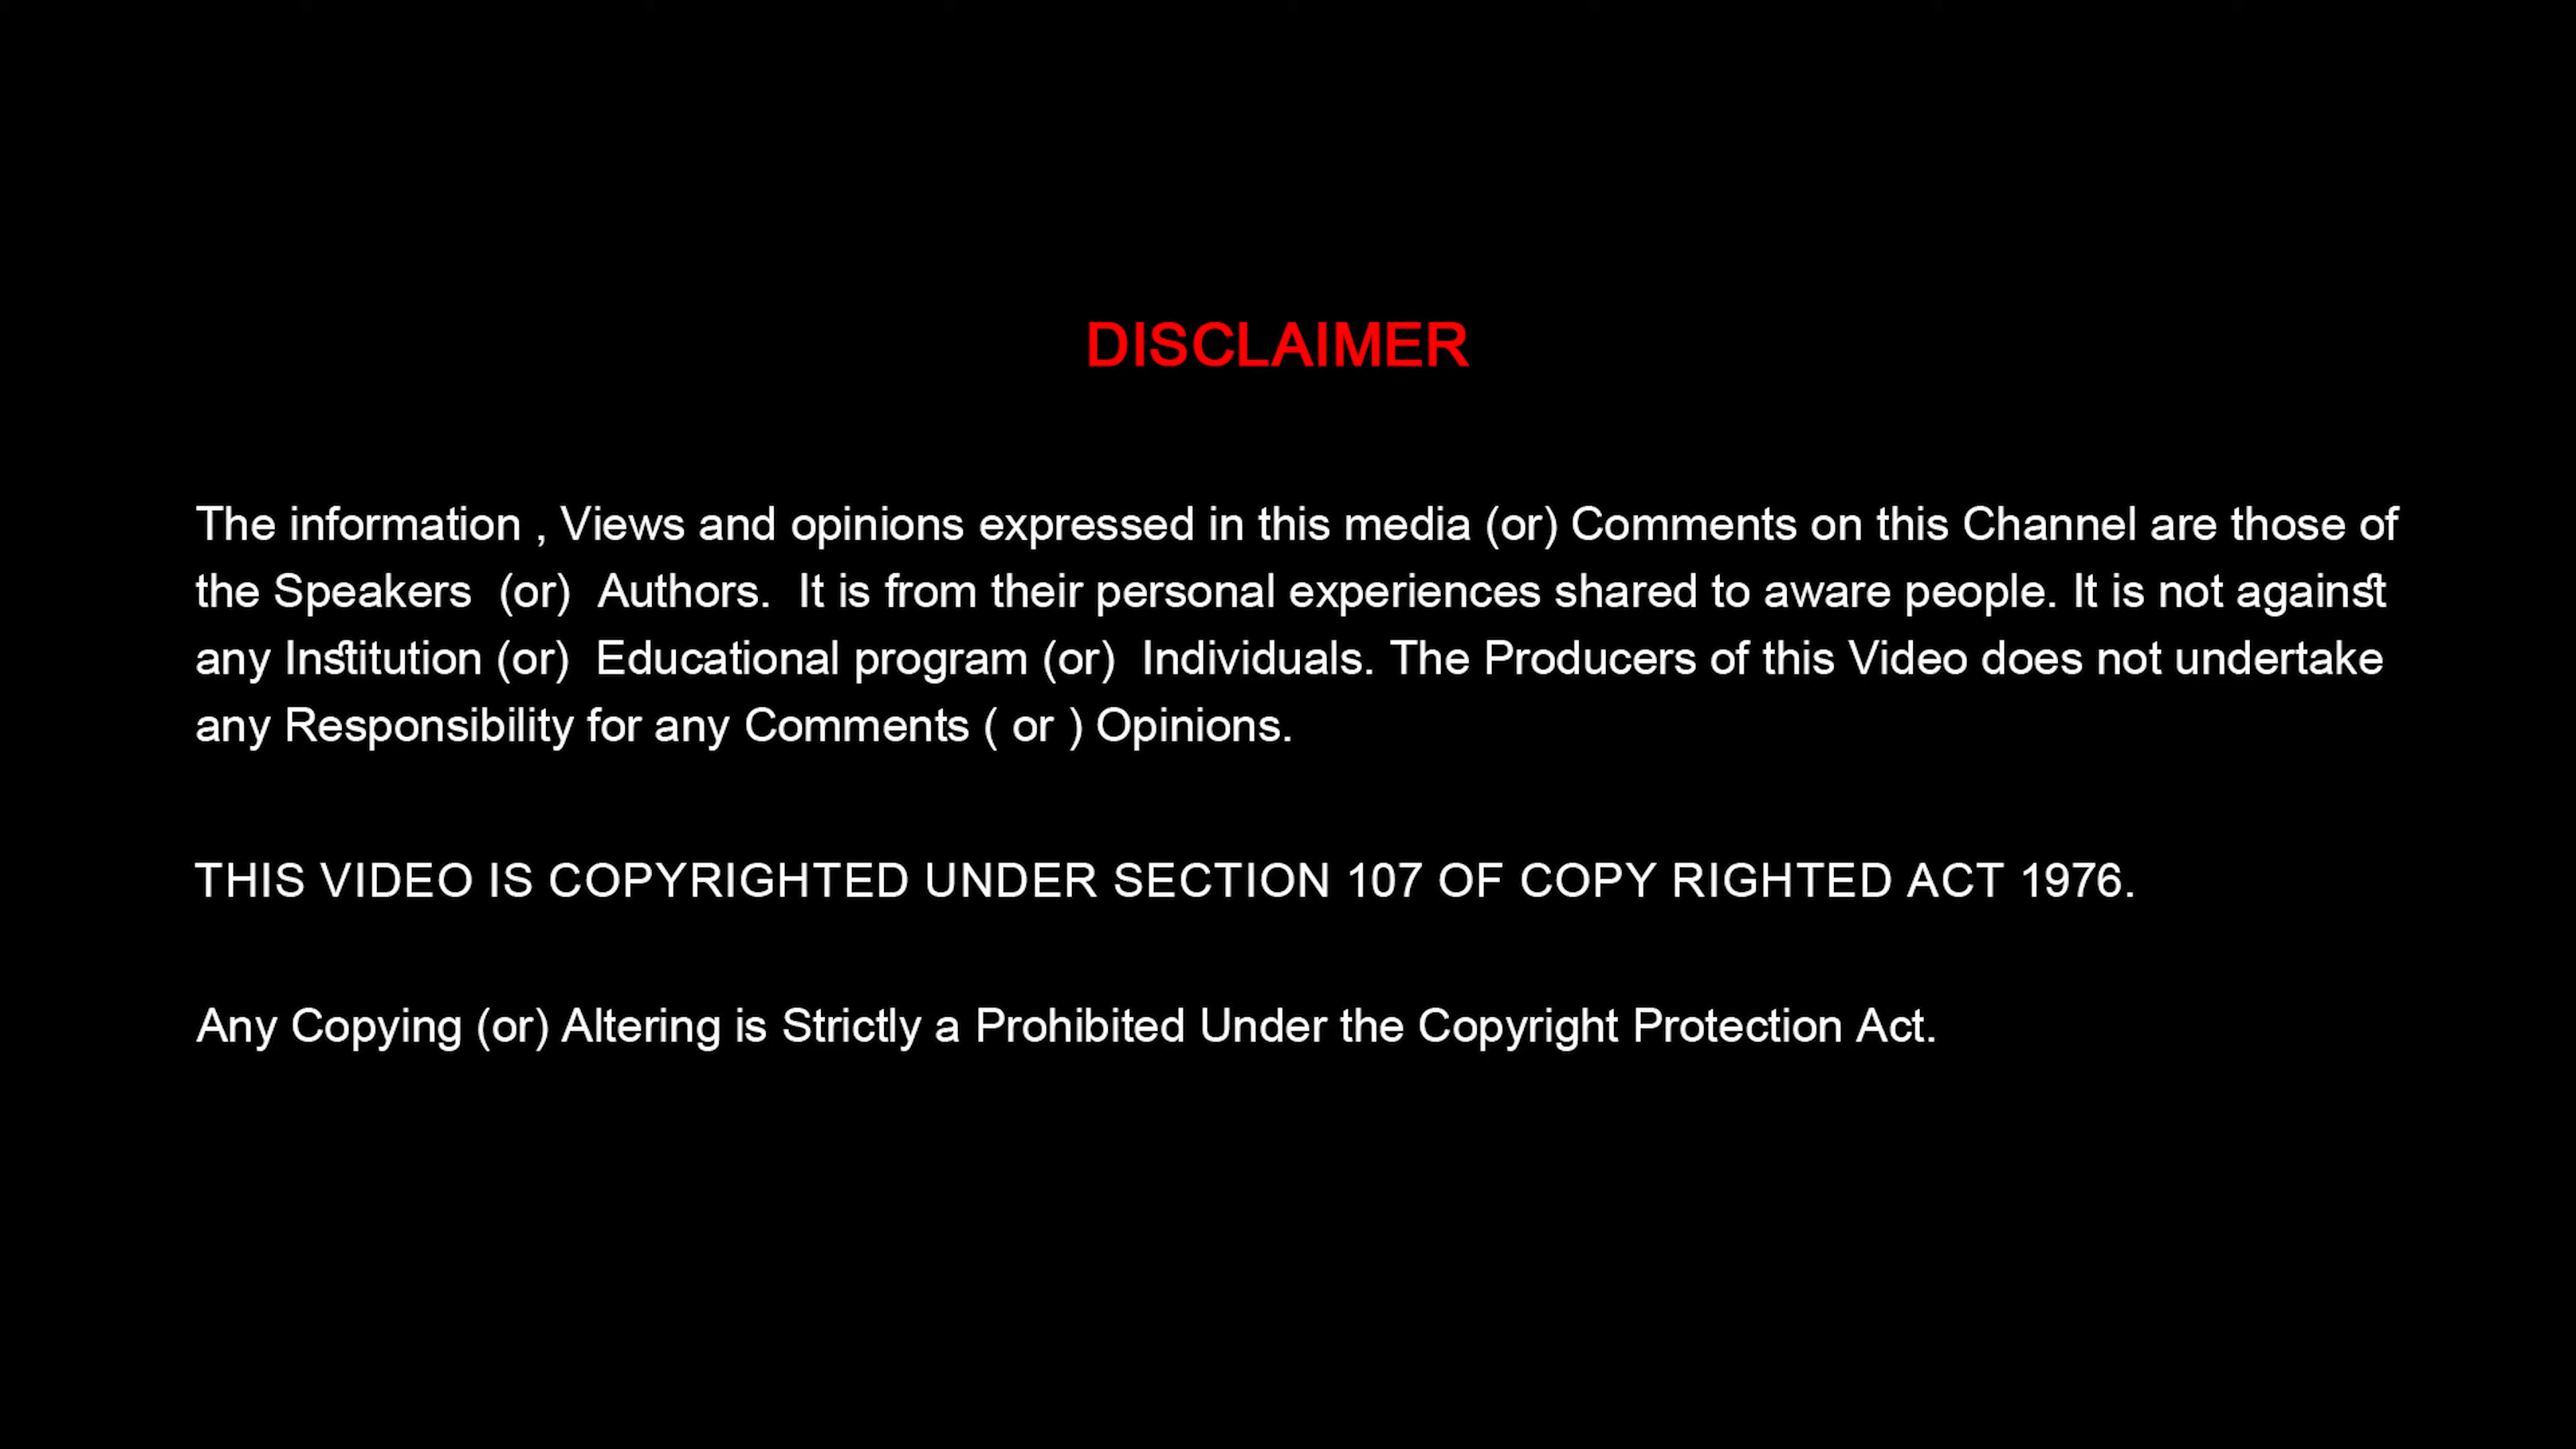 DISCLAIMER
The information , Views and opinions expressed in this media (or) Comments on this Channel are those of
the Speakers (or) Authors. It is from their personal experiences shared to aware people. It is not against
any Institution (or) Educational program (or) Individuals. The Producers of this Video does not undertake
any Responsibility for any Comments ( or ) Opinions.
THIS VIDEO IS COPYRIGHTED UNDER SECTION 107 OF COPY RIGHTED ACT 1976.
Any Copying (or) Altering is Strictly a Prohibited Under the Copyright Protection Act.